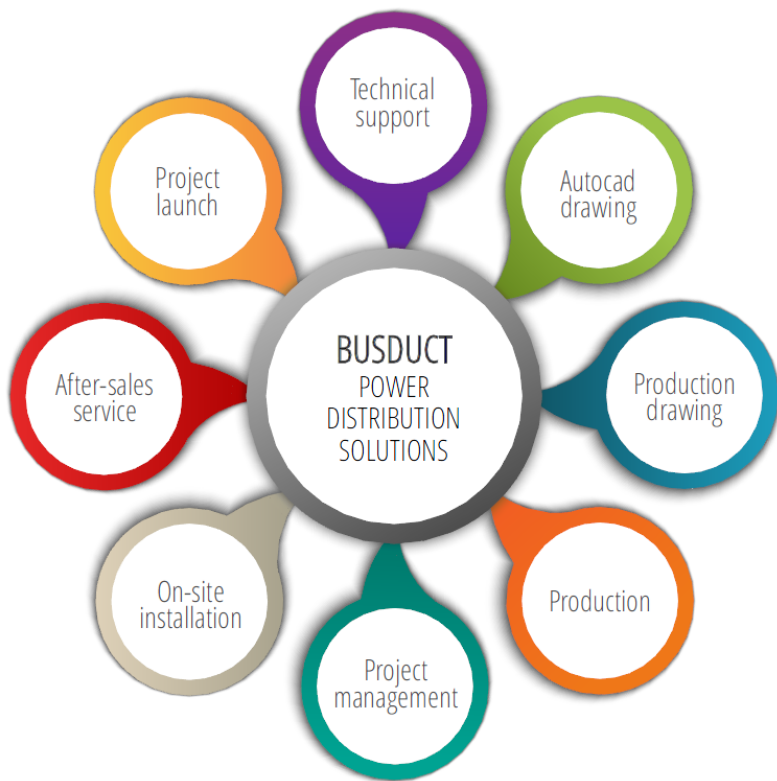 Technical
support
Autocad
drawing
Production
drawing
Production
Project
management
On-site
installation
After-sales
service
Project
launch
BUSDUCT
POWER
DISTRIBUTION
SOLUTIONS